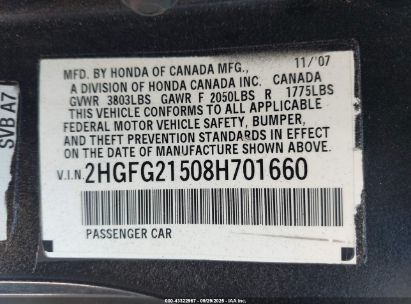 MFD. BY HONDA OF CANADA MFG., 11/'07
A DIVISION OF HONDA CANADA INC. CANADA
GVWR 3803LBS GAWR F 2050LBS R 1775LBS
THIS VEHICLE CONFORMS TO ALL APPLICABLE
FEDERAL MOTOR VEHICLE SAFETY, BUMPER,
AND THEFT PREVENTION STANDARDS IN EFFECT
ON THE DATE OF MANUFACTURE SHOWN ABOVE.
V.I.N. 2HGFG21508H701660
PASSENGER CAR
SVB A7